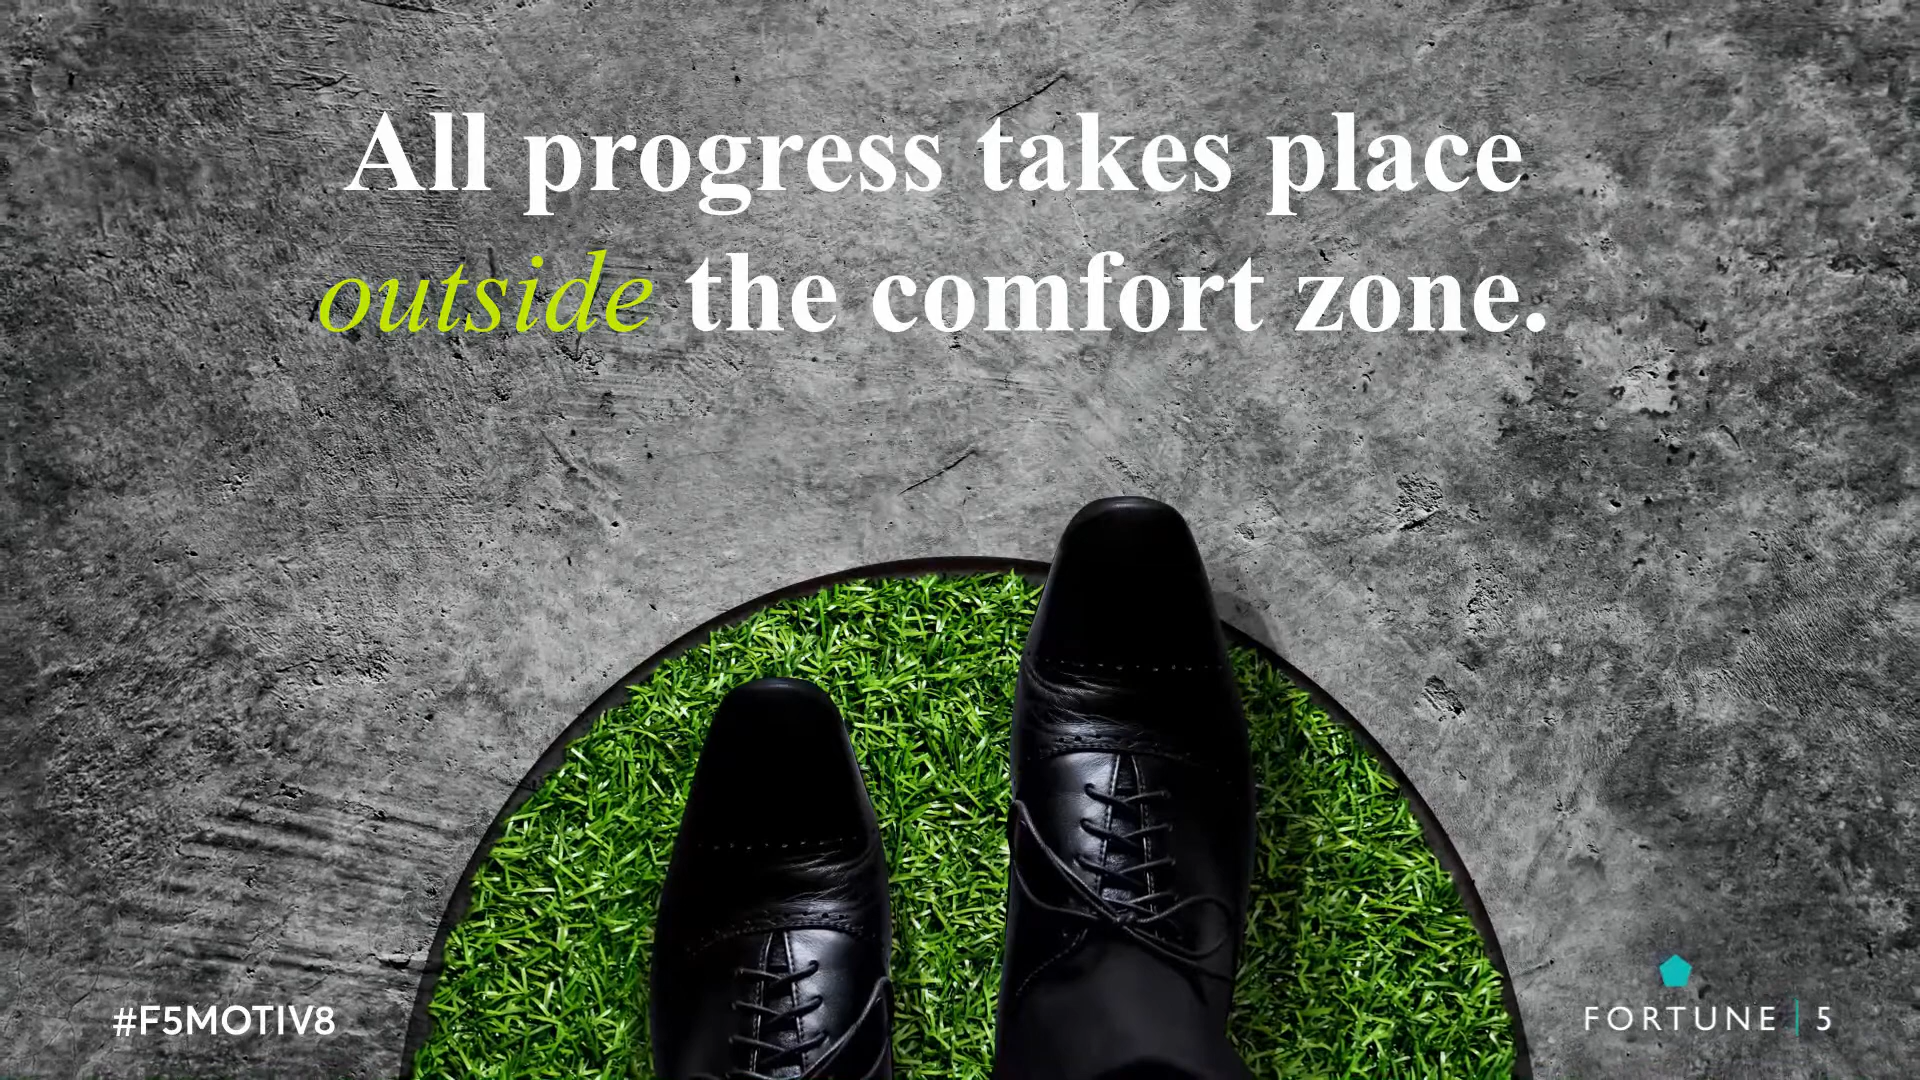 All progress takes place
outside the comfort zone.
#F5MOTIV8
FORTUNE | 5